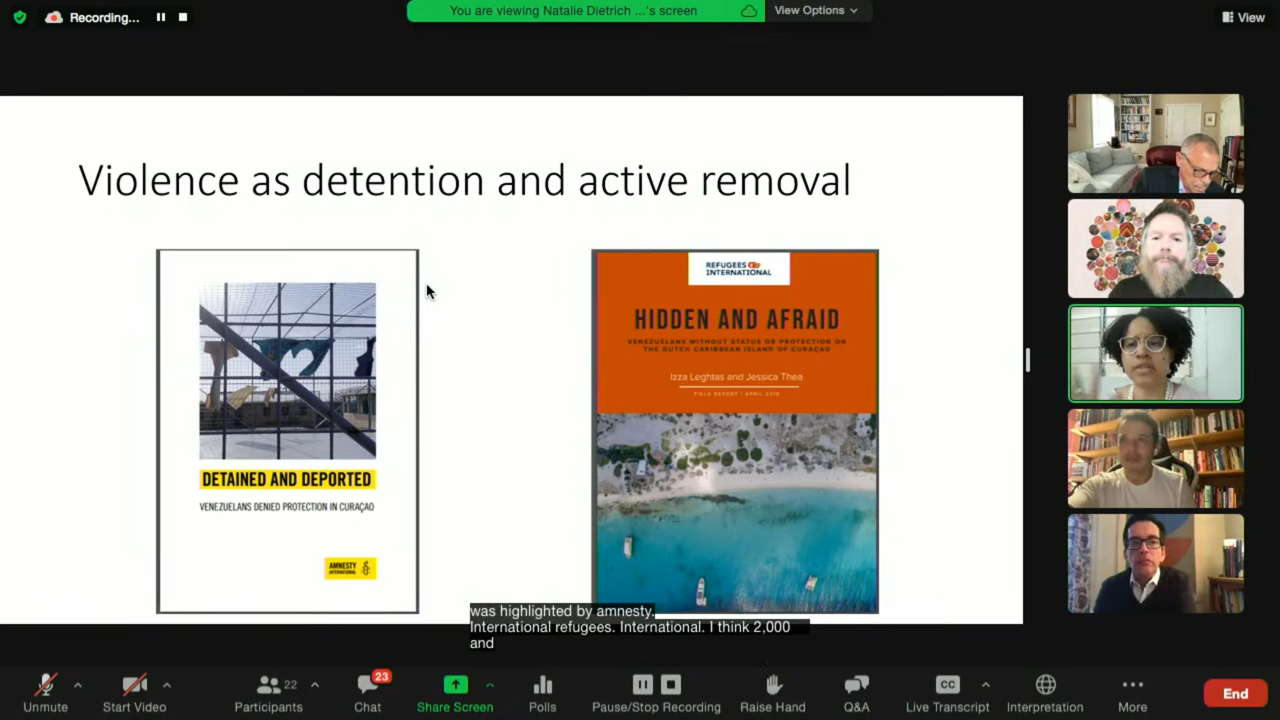 Recording...
You are viewing Natalie Dietrich ...'s screen
View Options
View
Violence as detention and active removal
DETAINED AND DEPORTED
VENEZUELANS DENIED PROTECTION IN CURAÇAO
AMNESTY
INTERNATIONAL
REFUGEES
INTERNATIONAL
HIDDEN AND AFRAID
VENEZUELANS WITHOUT STATUS OR PROTECTION ON
THE DUTCH CARIBBEAN ISLAND OF CURAÇAO
Izza Leghtas and Jessica Thea
FIELD REPORT | APRIL 2019
was highlighted by amnesty.
International refugees. International. I think 2,000
and
Unmute
Start Video
22
Participants
23
Chat
Share Screen
Polls
Pause/Stop Recording
Raise Hand
Q&A
CC
Live Transcript
Interpretation
More
End